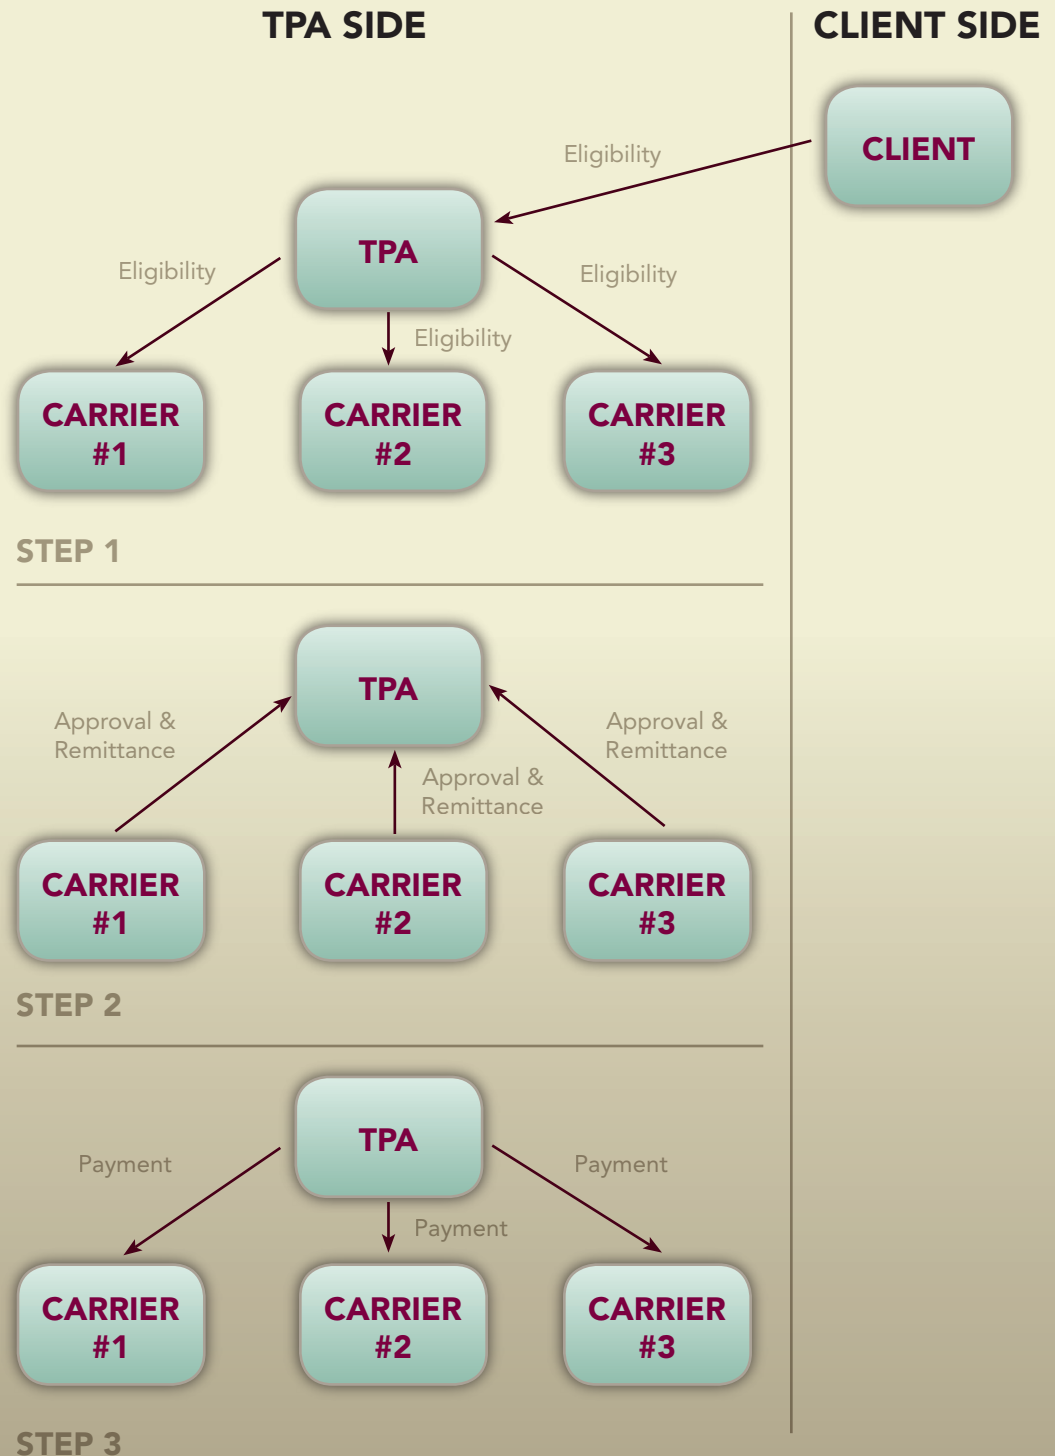 TPA SIDE
CLIENT SIDE
CLIENT
Eligibility
TPA
Eligibility
Eligibility
Eligibility
CARRIER
#1
CARRIER
#2
CARRIER
#3
STEP 1
TPA
Approval &
Remittance
Approval &
Remittance
Approval &
Remittance
CARRIER
#1
CARRIER
#2
CARRIER
#3
STEP 2
TPA
Payment
Payment
Payment
CARRIER
#1
CARRIER
#2
CARRIER
#3
STEP 3